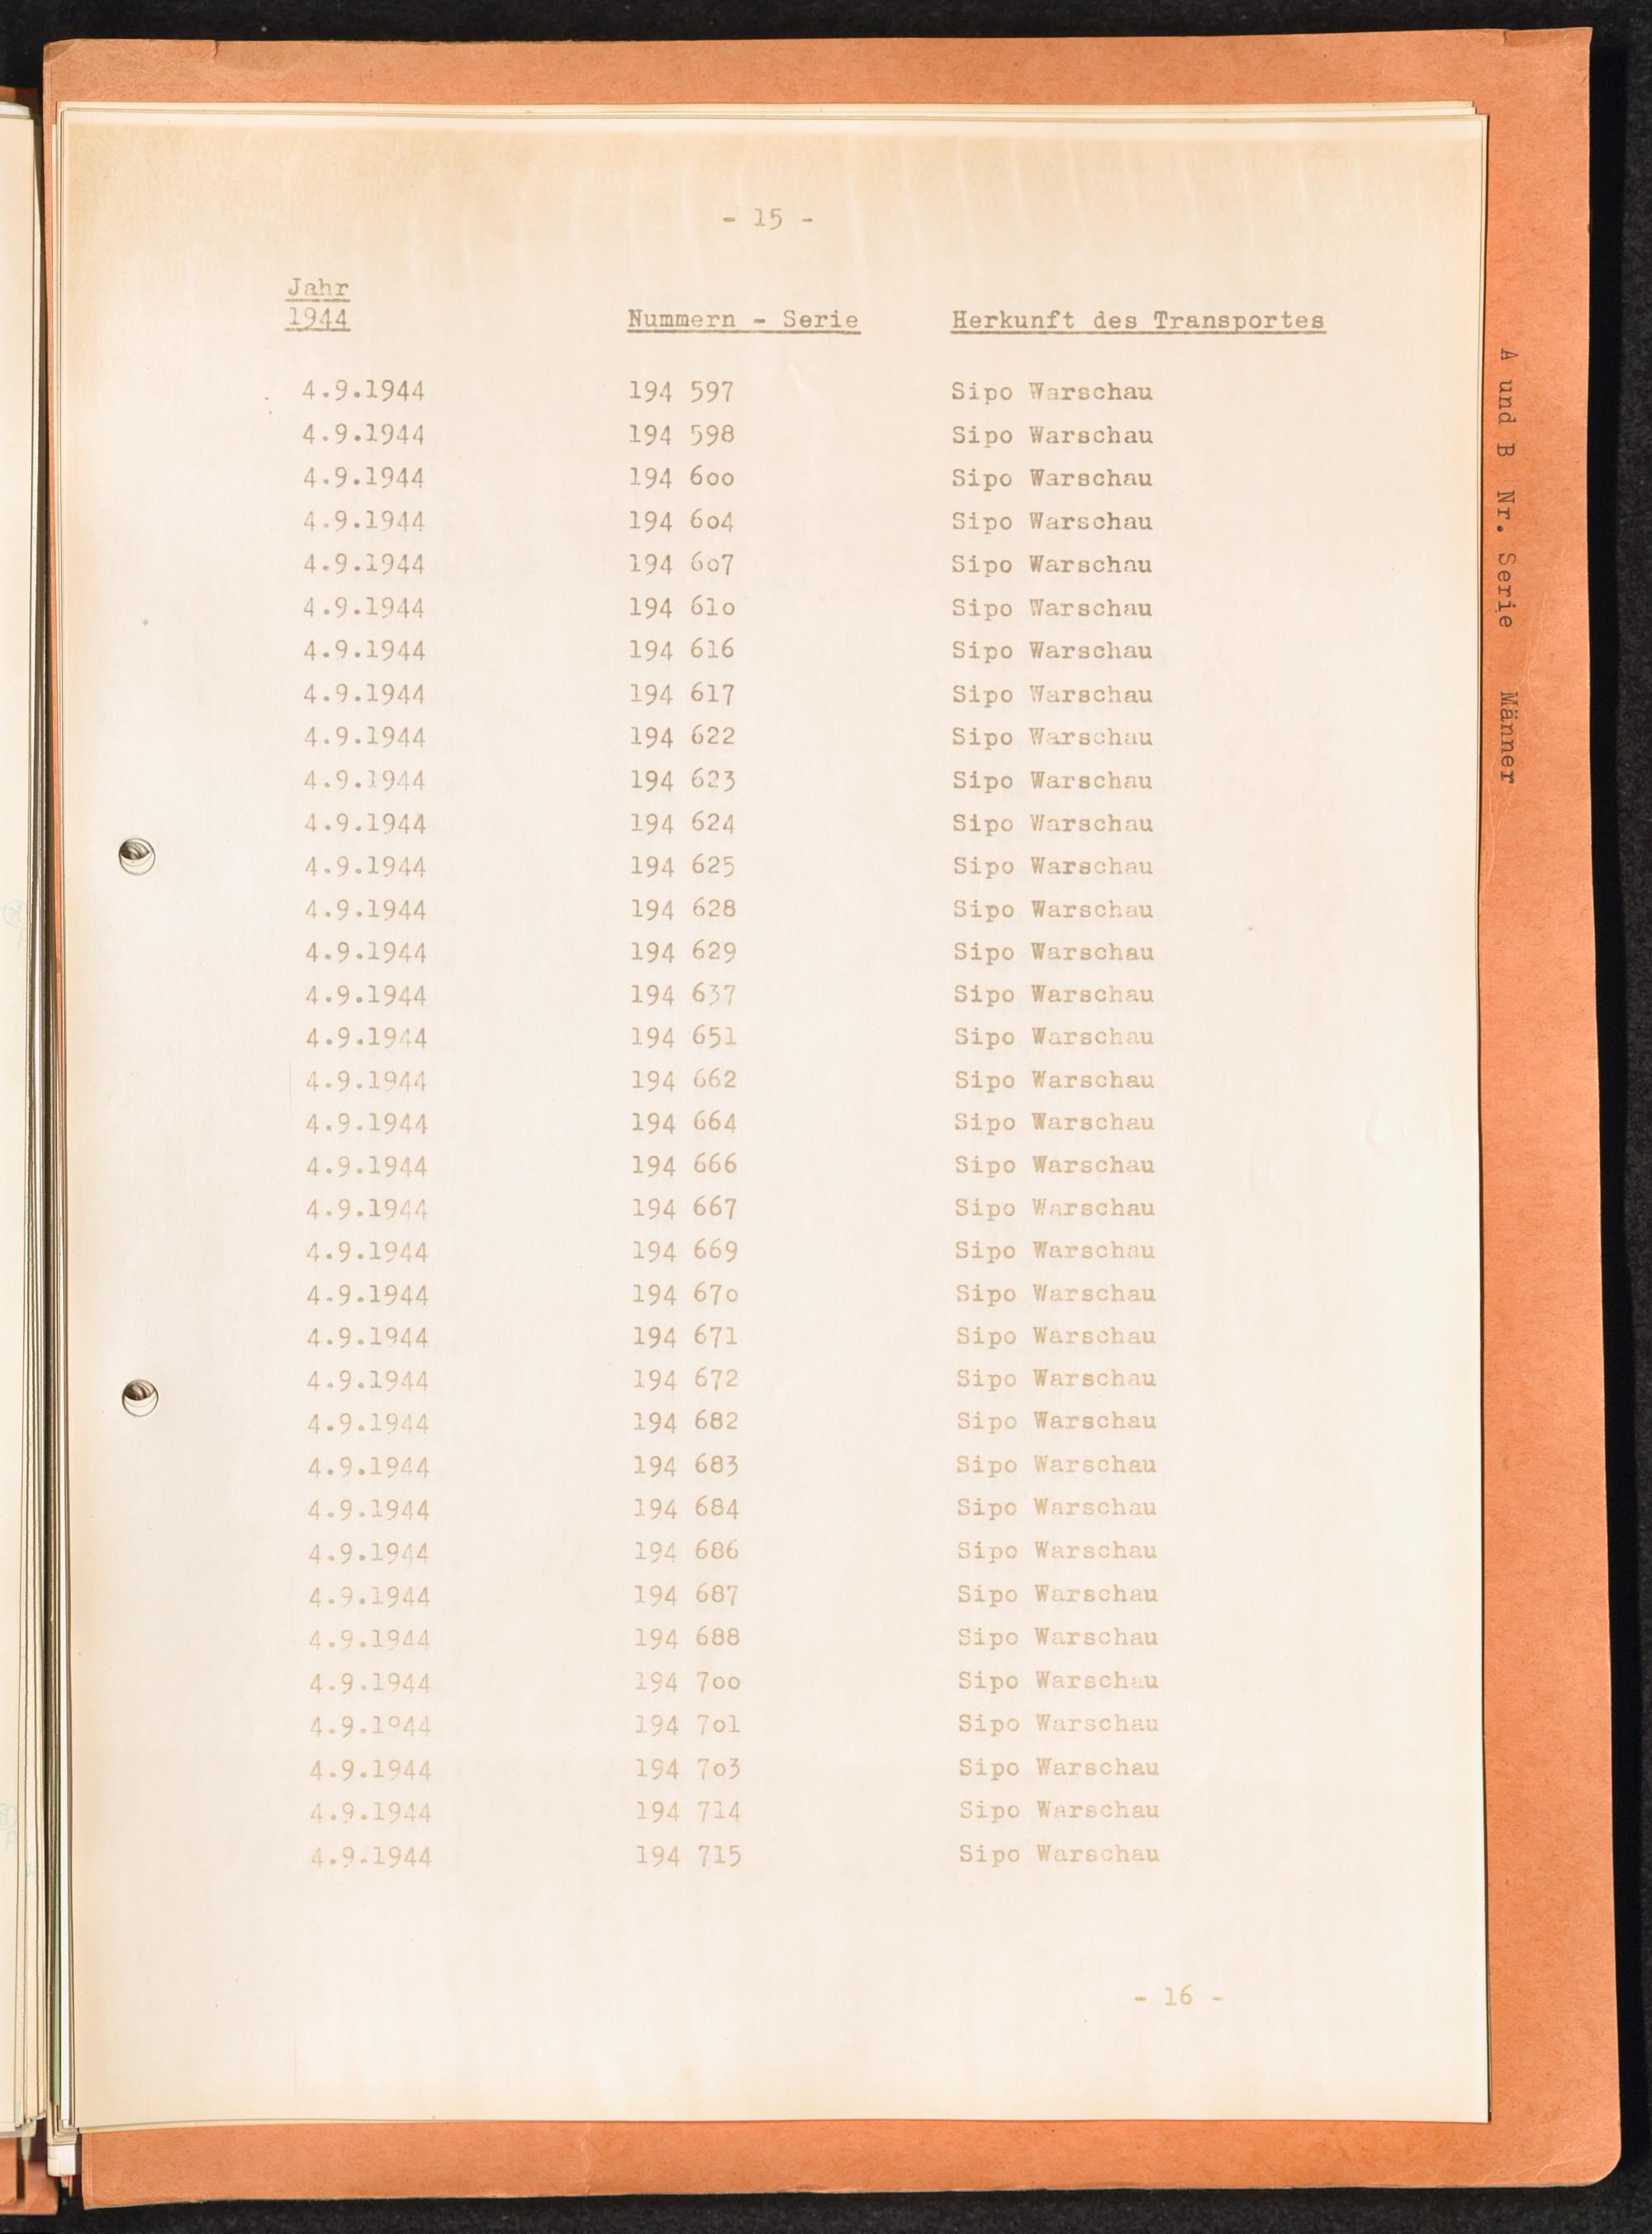 - 15 -
Jahr
1944 Nummern - Serie Herkunft des Transportes
4.9.1944 194 597 Sipo Warschau
4.9.1944 194 598 Sipo Warschau
4.9.1944 194 6oo Sipo Warschau
4.9.1944 194 6o4 Sipo Warschau
4.9.1944 194 6o7 Sipo Warschau
4.9.1944 194 61o Sipo Warschau
4.9.1944 194 616 Sipo Warschau
4.9.1944 194 617 Sipo Warschau
4.9.1944 194 622 Sipo Warschau
4.9.1944 194 623 Sipo Warschau
4.9.1944 194 624 Sipo Warschau
4.9.1944 194 625 Sipo Warschau
4.9.1944 194 628 Sipo Warschau
4.9.1944 194 629 Sipo Warschau
4.9.1944 194 637 Sipo Warschau
4.9.1944 194 651 Sipo Warschau
4.9.1944 194 662 Sipo Warschau
4.9.1944 194 664 Sipo Warschau
4.9.1944 194 666 Sipo Warschau
4.9.1944 194 667 Sipo Warschau
4.9.1944 194 669 Sipo Warschau
4.9.1944 194 67o Sipo Warschau
4.9.1944 194 671 Sipo Warschau
4.9.1944 194 672 Sipo Warschau
4.9.1944 194 682 Sipo Warschau
4.9.1944 194 683 Sipo Warschau
4.9.1944 194 684 Sipo Warschau
4.9.1944 194 686 Sipo Warschau
4.9.1944 194 687 Sipo Warschau
4.9.1944 194 688 Sipo Warschau
4.9.1944 194 7oo Sipo Warschau
4.9.1944 194 7o1 Sipo Warschau
4.9.1944 194 7o3 Sipo Warschau
4.9.1944 194 714 Sipo Warschau
4.9.1944 194 715 Sipo Warschau
- 16 -
A und B Nr. Serie Männer